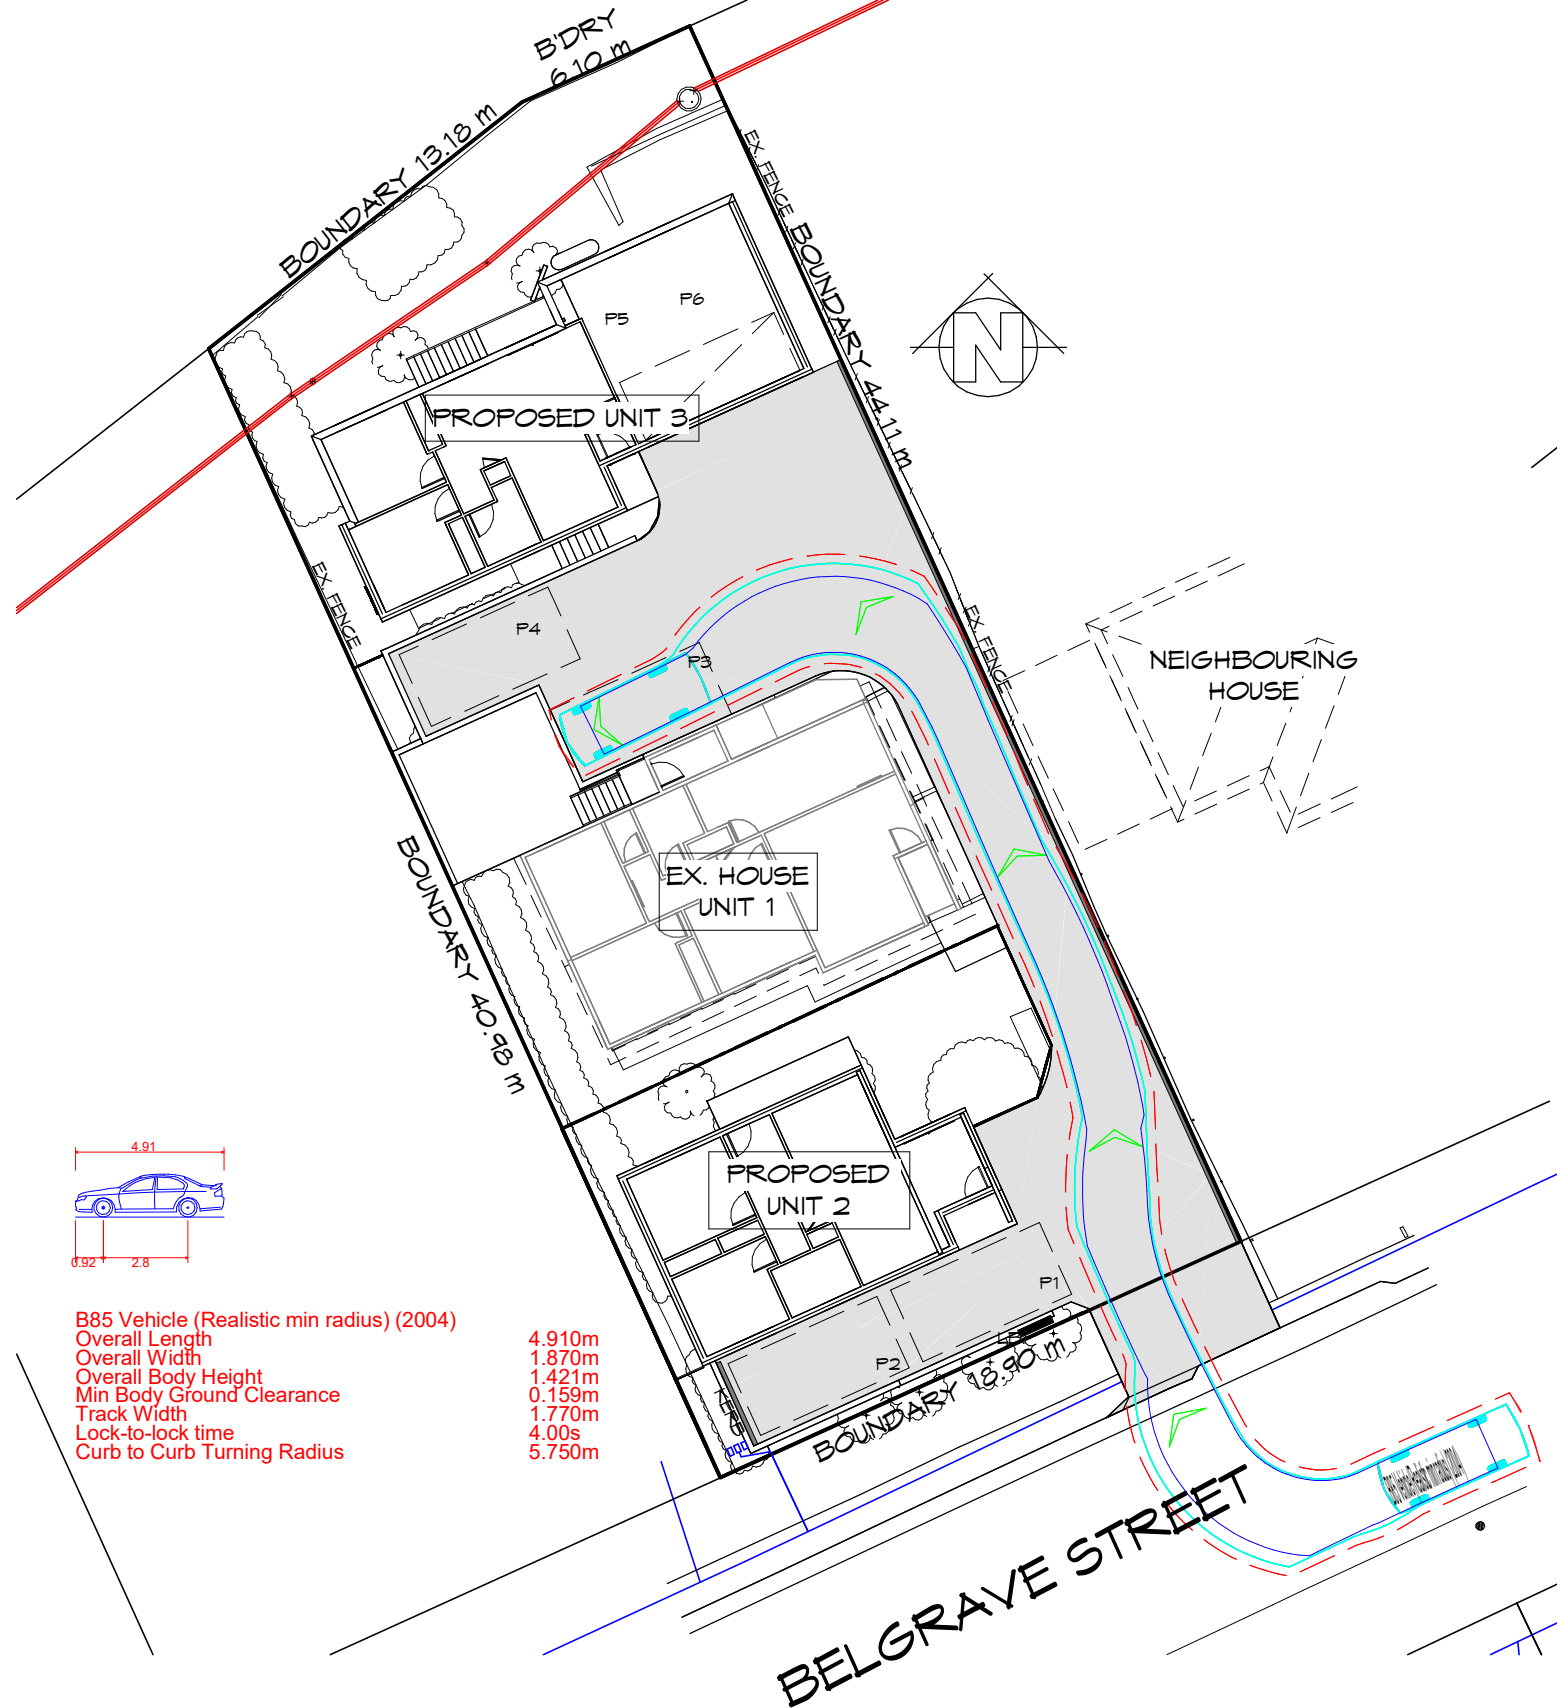 B'DRY
6.10 m
BOUNDARY 13.18 m
EX. FENCE
BOUNDARY 44.11 m
P6
P5
N
PROPOSED UNIT 3
EX. FENCE
P4
EX. FENCE
P3
NEIGHBOURING
HOUSE
BOUNDARY 40.98 m
EX. HOUSE
UNIT 1
4.91
0.92
2.8
PROPOSED
UNIT 2
P1
P2
BOUNDARY 18.90 m
B85 Vehicle (Realistic min radius) (2004)
Overall Length 4.910m
Overall Width 1.870m
Overall Body Height 1.421m
Min Body Ground Clearance 0.159m
Track Width 1.770m
Lock-to-lock time 4.00s
Curb to Curb Turning Radius 5.750m
BELGRAVE STREET